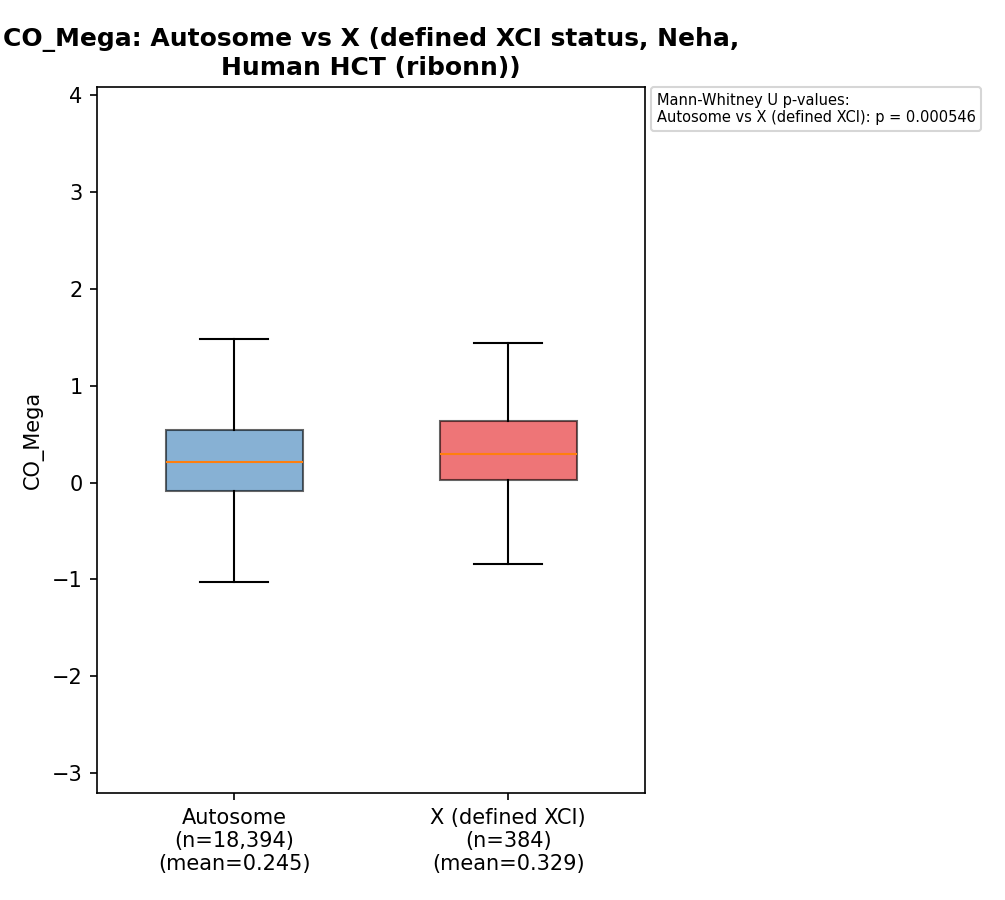 CO_Mega: Autosome vs X (defined XCI status, Neha,
Human HCT (ribonn))
Mann-Whitney U p-values:
Autosome vs X (defined XCI): p = 0.000546
CO_Mega
4
3
2
1
0
−1
−2
−3
Autosome
(n=18,394)
(mean=0.245)
X (defined XCI)
(n=384)
(mean=0.329)